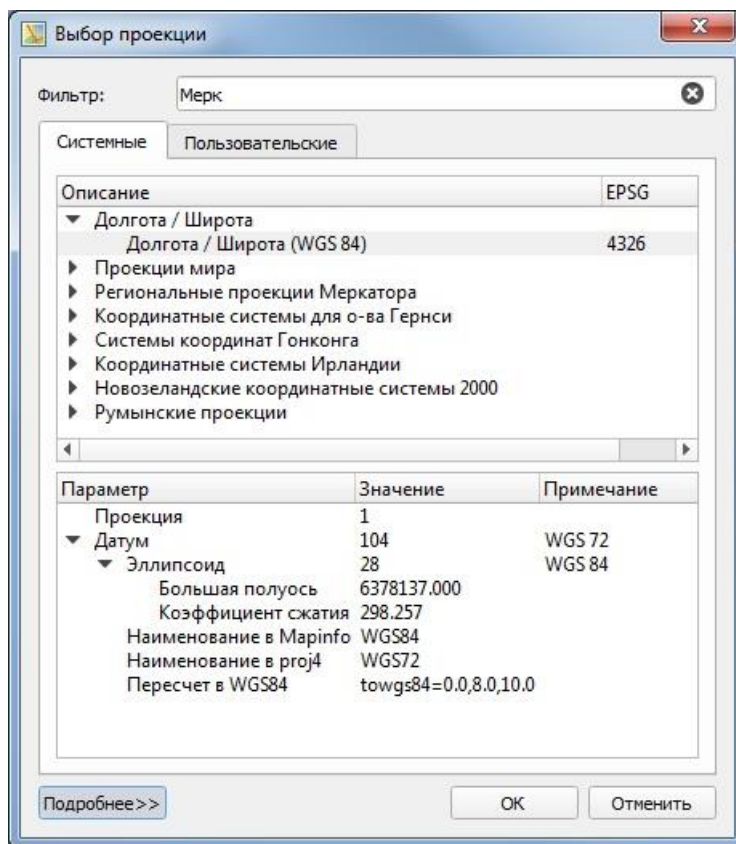 Выбор проекции
Фильтр: Мерк
Системные Пользовательские
Описание EPSG
Долгота / Широта
Долгота / Широта (WGS 84) 4326
Проекции мира
Региональные проекции Меркатора
Координатные системы для о-ва Гернси
Системы координат Гонконга
Координатные системы Ирландии
Новозеландские координатные системы 2000
Румынские проекции
Параметр Значение Примечание
Проекция 1
Датум 104 WGS 72
Эллипсоид 28 WGS 84
Большая полуось 6378137.000
Коэффициент сжатия 298.257
Наименование в Mapinfo WGS84
Наименование в proj4 WGS72
Пересчет в WGS84 towgs84=0.0,8.0,10.0
Подробнее>> ОК Отменить